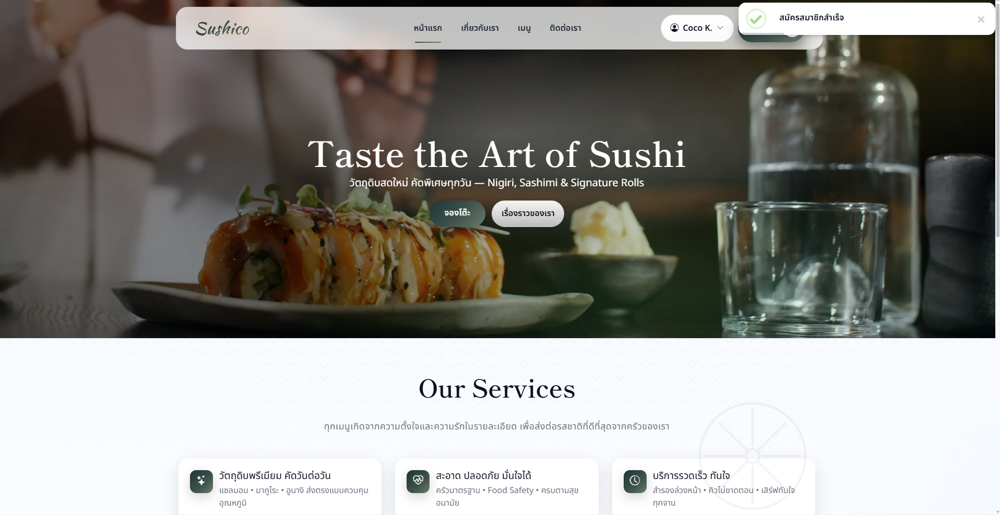 Sushico
หน้าแรก
เกี่ยวกับเรา
เมนู
ติดต่อเรา
Coco K.
สมัครสมาชิกสำเร็จ
Taste the Art of Sushi
วัตถุดิบสดใหม่ คัดพิเศษทุกวัน — Nigiri, Sashimi & Signature Rolls
จองโต๊ะ
เรื่องราวของเรา
Our Services
ทุกเมนูเกิดจากความตั้งใจและความรักในรายละเอียด เพื่อส่งต่อรสชาติที่ดีที่สุดจากครัวของเรา
วัตถุดิบพรีเมียม คัดวันต่อวัน
แซลมอน • มากูโระ • อูนางิ ส่งตรงแบบควบคุม
อุณหภูมิ
สะอาด ปลอดภัย มั่นใจได้
ครัวมาตรฐาน • Food Safety • ครบตามสุข
อนามัย
บริการรวดเร็ว ทันใจ
สำรองล่วงหน้า • คิวไม่ขาดตอน • เสิร์ฟทันใจ
ทุกจาน